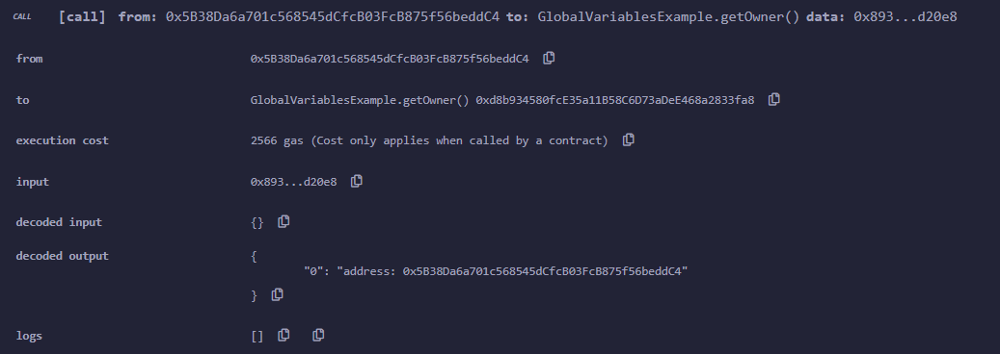 CALL [call] from: 0x5B38Da6a701c568545dCfcB03FcB875f56beddC4 to: GlobalVariablesExample.getOwner() data: 0x893...d20e8
from 0x5B38Da6a701c568545dCfcB03FcB875f56beddC4
to GlobalVariablesExample.getOwner() 0xd8b934580fcE35a11B58C6D73aDeE468a2833fa8
execution cost 2566 gas (Cost only applies when called by a contract)
input 0x893...d20e8
decoded input {}
decoded output {
"0": "address: 0x5B38Da6a701c568545dCfcB03FcB875f56beddC4"
}
logs []